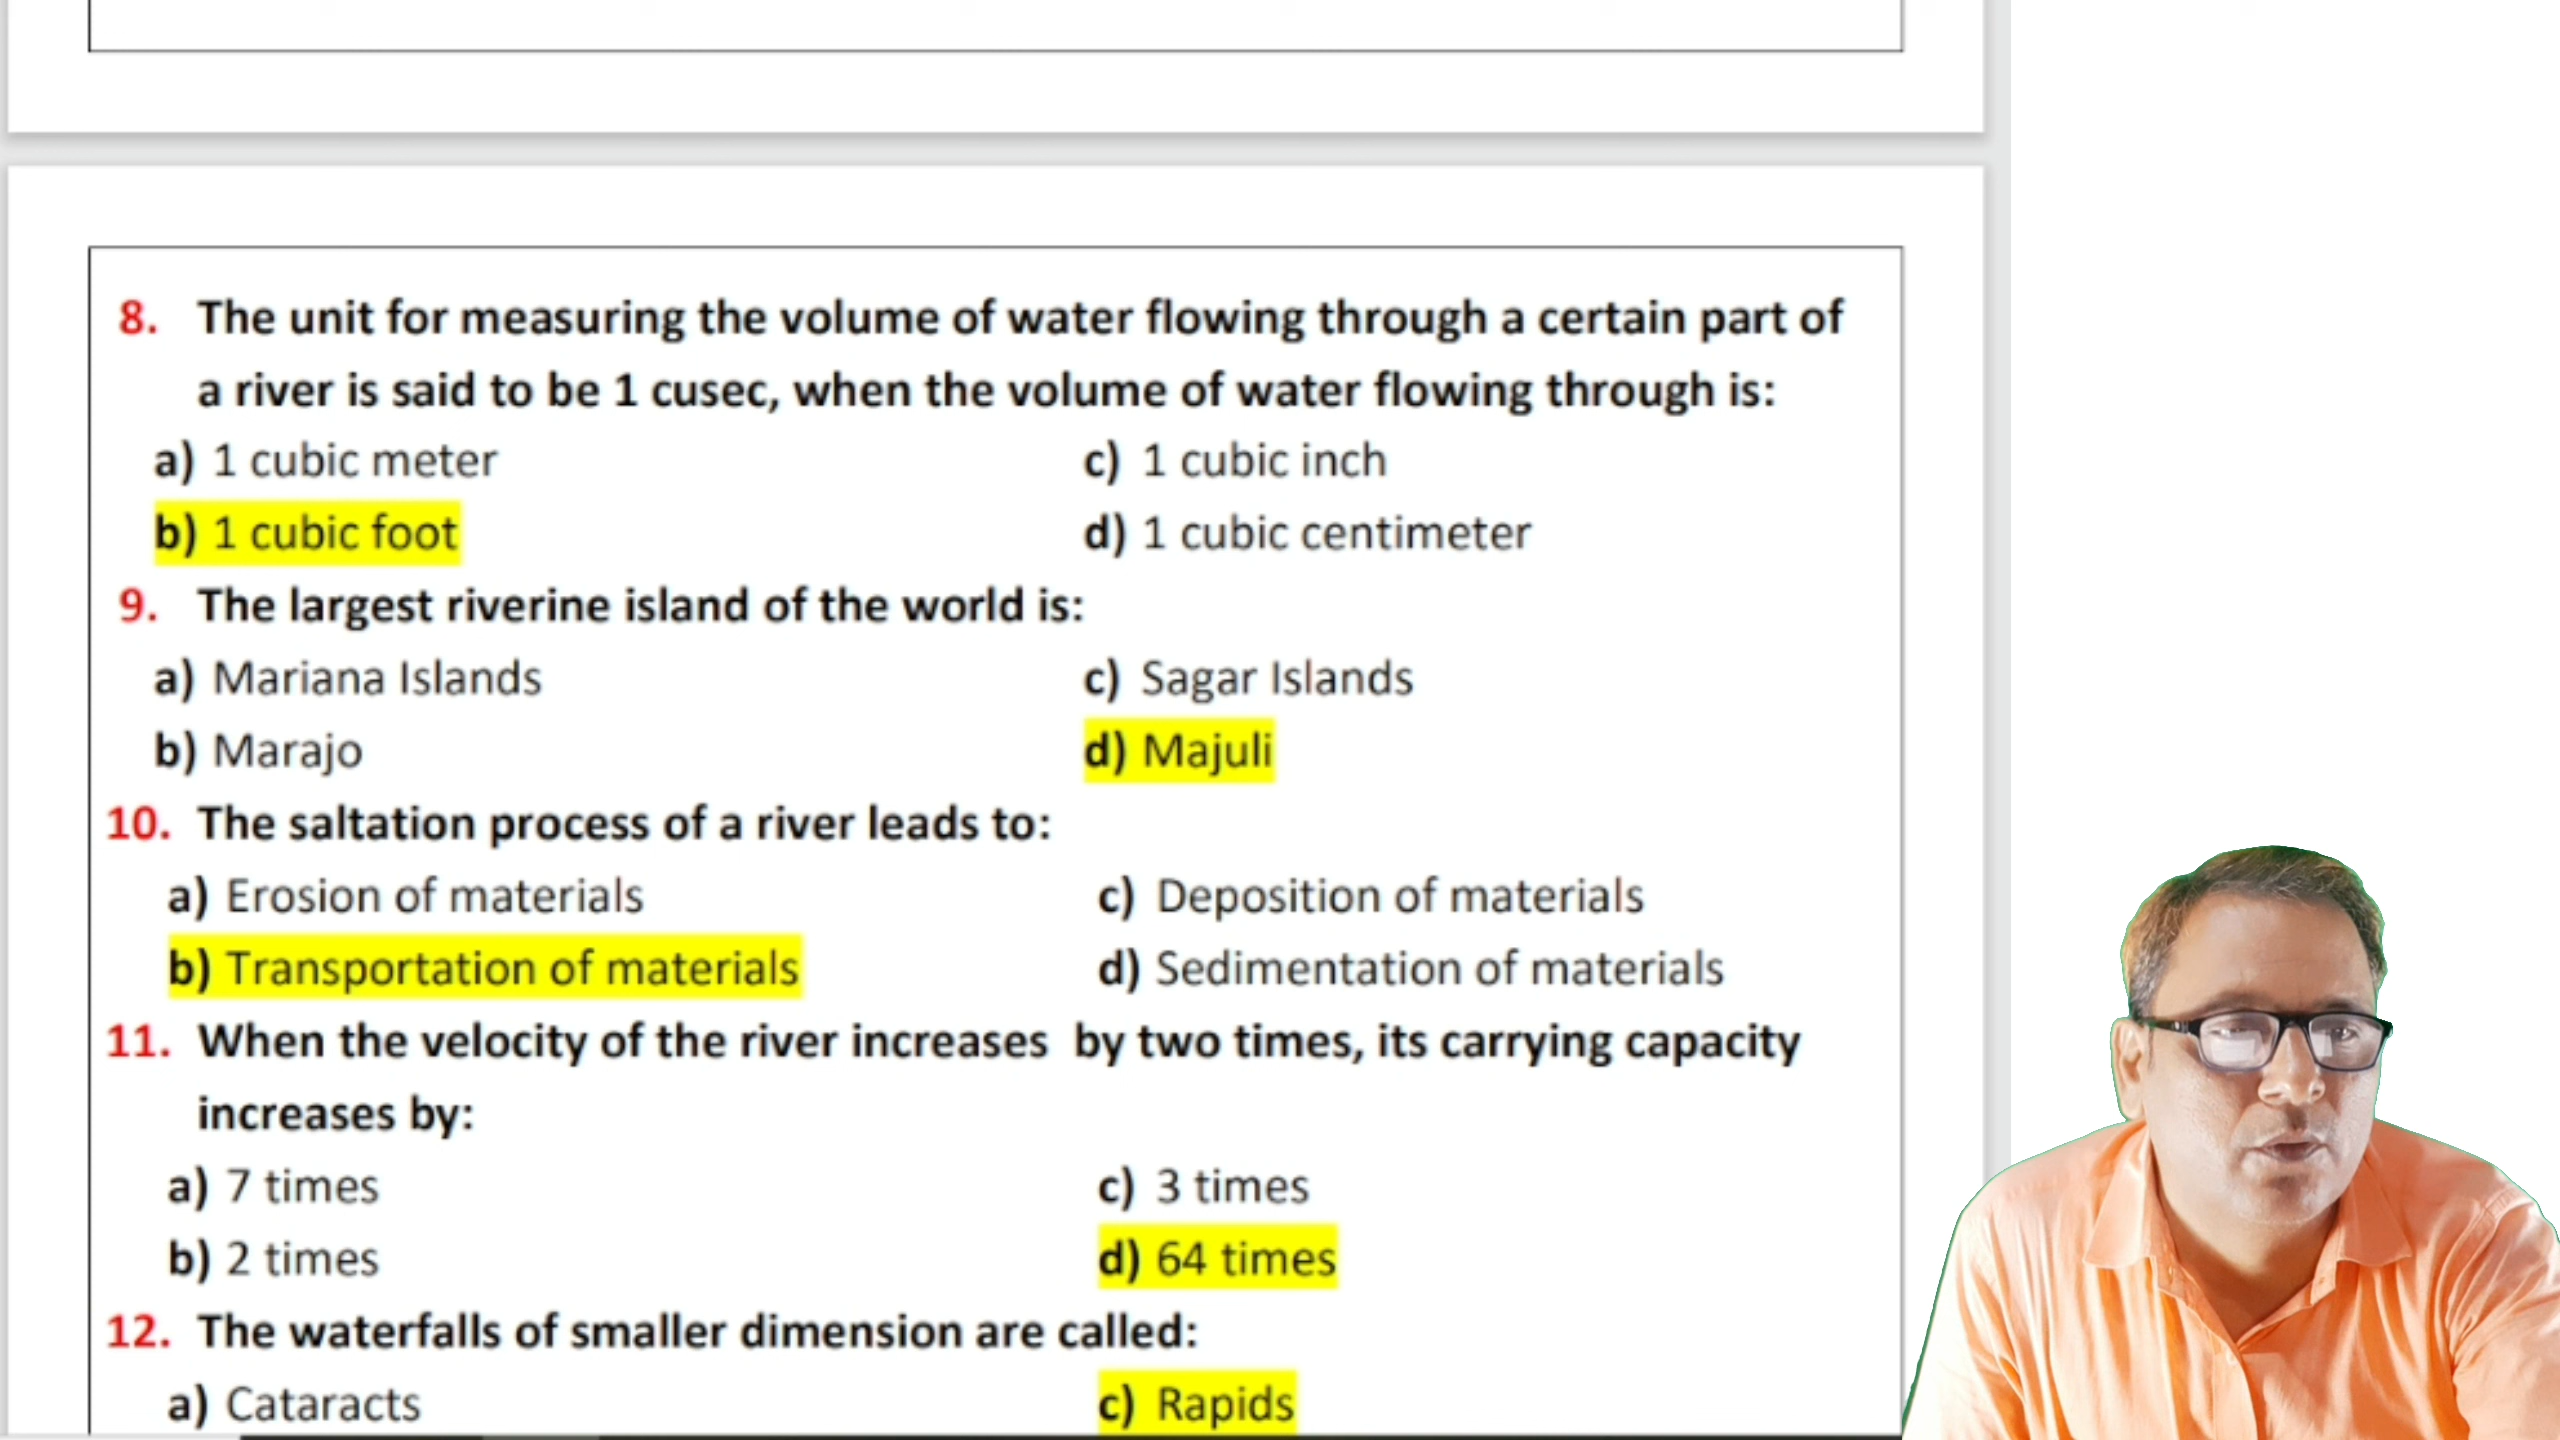 8. The unit for measuring the volume of water flowing through a certain part of
a river is said to be 1 cusec, when the volume of water flowing through is:
a) 1 cubic meter c) 1 cubic inch
b) 1 cubic foot d) 1 cubic centimeter
9. The largest riverine island of the world is:
a) Mariana Islands c) Sagar Islands
b) Marajo d) Majuli
10. The saltation process of a river leads to:
a) Erosion of materials c) Deposition of materials
b) Transportation of materials d) Sedimentation of materials
11. When the velocity of the river increases by two times, its carrying capacity
increases by:
a) 7 times c) 3 times
b) 2 times d) 64 times
12. The waterfalls of smaller dimension are called:
a) Cataracts c) Rapids